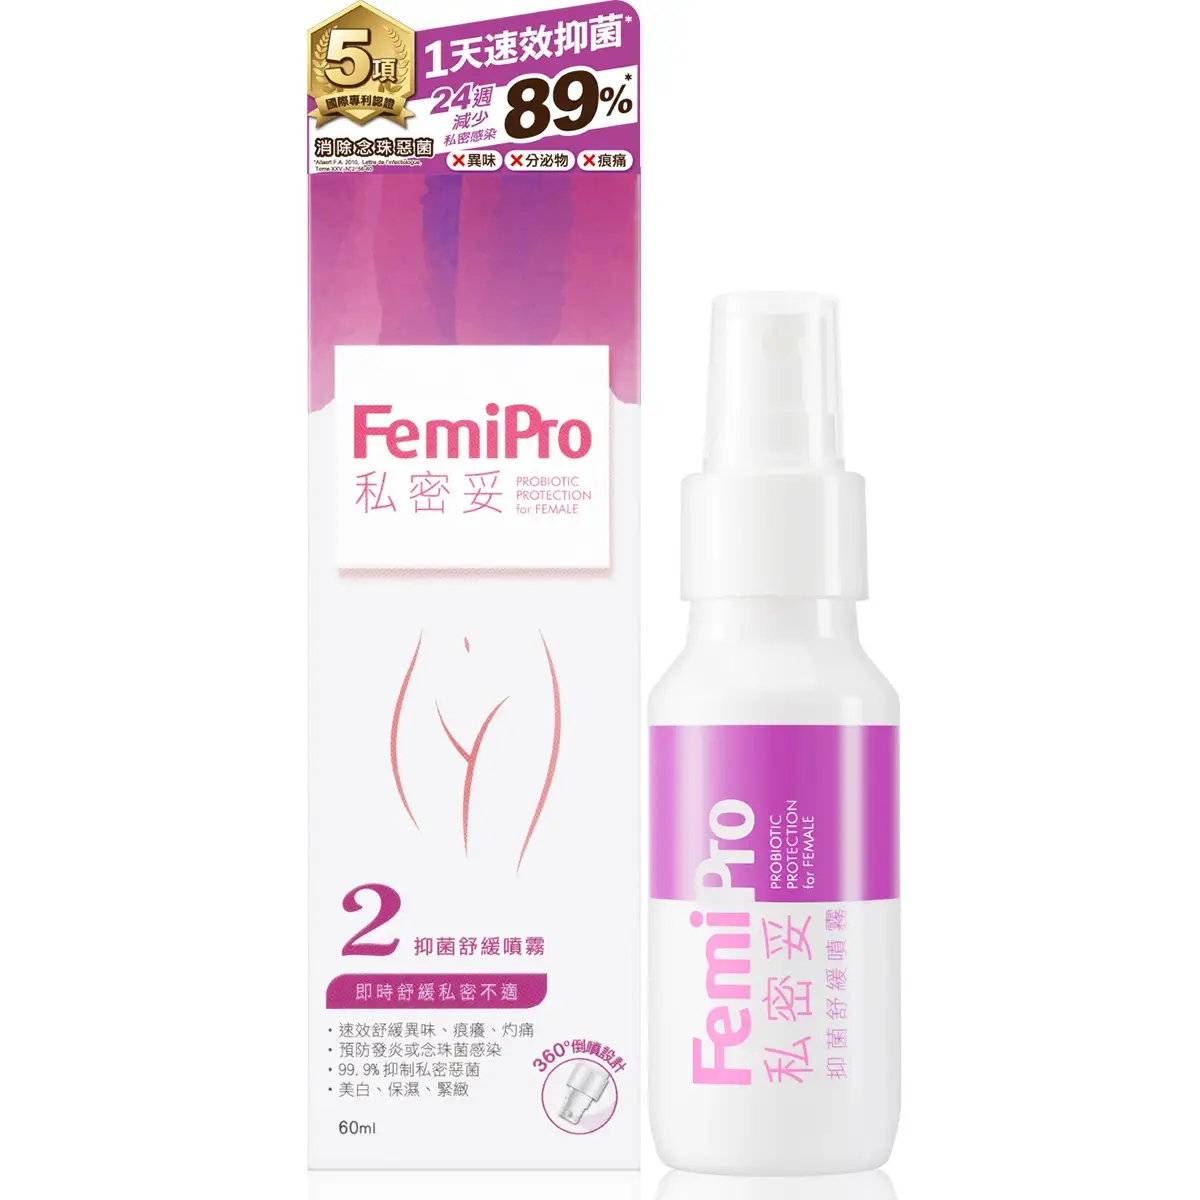 5項
國際專利認證
1天速效抑菌*
24週
減少
私密感染
89%*
消除念珠惡菌
*Allaert F.A. 2010, Lettre de l'Infectiologue,
✕異味 ✕分泌物 ✕痕痛
FemiPro
私密妥
PROBIOTIC
PROTECTION
for FEMALE
2
抑菌舒緩噴霧
即時舒緩私密不適
・速效舒緩異味、痕癢、灼痛
・預防發炎或念珠菌感染
・99.9%抑制私密惡菌
・美白、保濕、緊緻
60ml
360°倒噴設計
FemiPro
私密妥
PROBIOTIC
PROTECTION
for FEMALE
抑菌舒緩噴霧